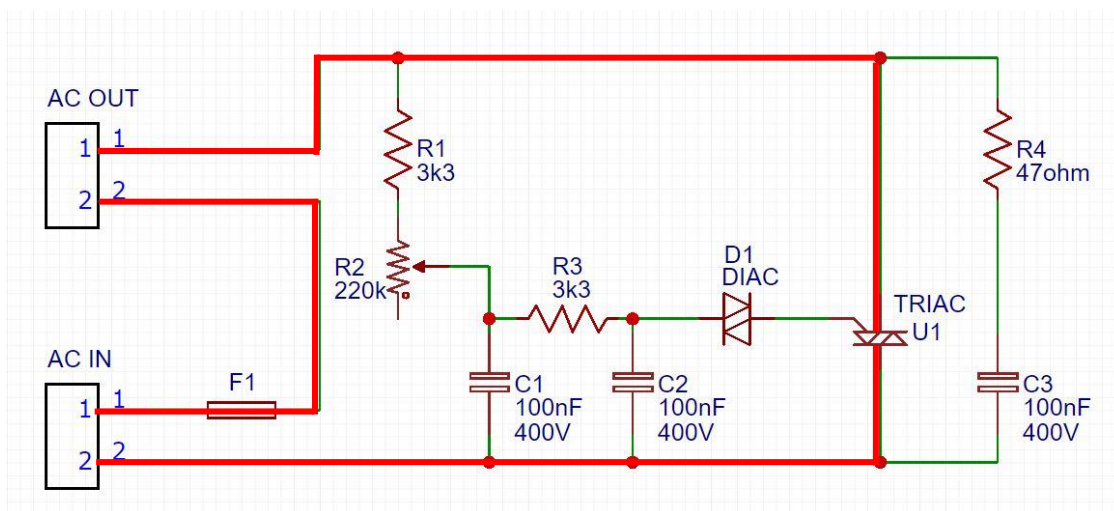 AC OUT
1
1
2
2
R1
3k3
R2
220k
R3
3k3
D1
DIAC
TRIAC
U1
R4
47ohm
AC IN
1
1
2
2
F1
C1
100nF
400V
C2
100nF
400V
C3
100nF
400V